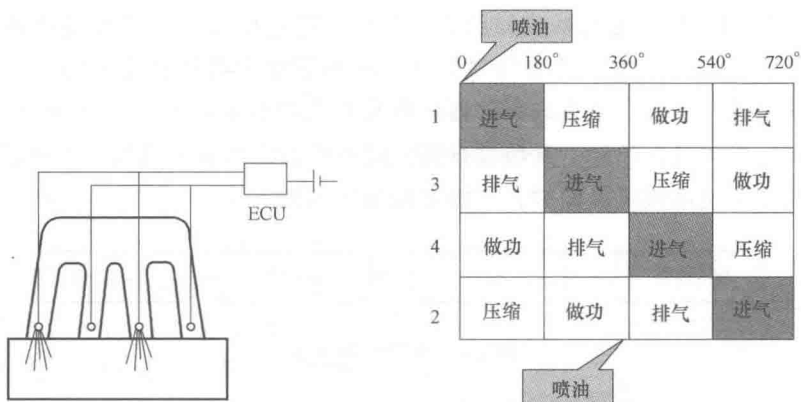 喷油
0 180° 360° 540° 720°
1 进气 压缩 做功 排气
3 排气 进气 压缩 做功
4 做功 排气 进气 压缩
2 压缩 做功 排气 进气
喷油
ECU